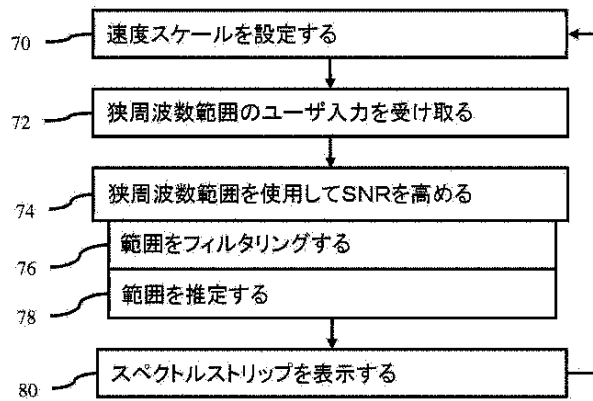 70 速度スケールを設定する
72 狭周波数範囲のユーザ入力を受け取る
74 狭周波数範囲を使用してSNRを高める
76 範囲をフィルタリングする
78 範囲を推定する
80 スペクトルストリップを表示する